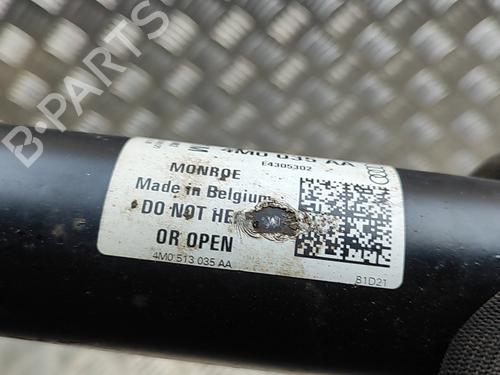 4M0 035 AA
E4305302
MONROE
Made in Belgium
DO NOT HE
OR OPEN
4M0 513 035 AA
81D21
B-PARTS